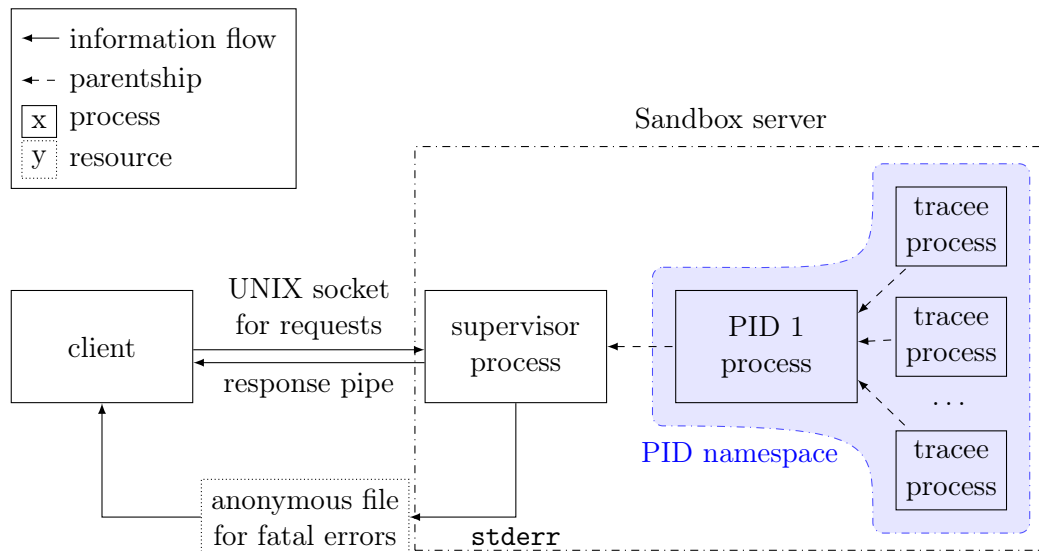 information flow
parentship
x process
y resource
Sandbox server
tracee
process
UNIX socket
for requests
client
supervisor
process
PID 1
process
tracee
process
response pipe
...
PID namespace
tracee
process
anonymous file
for fatal errors
stderr